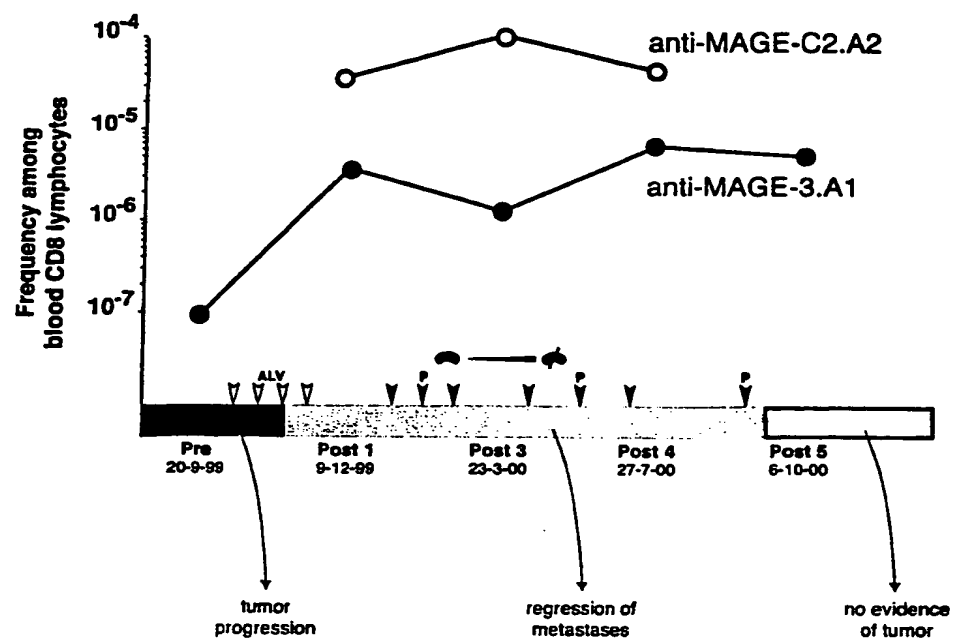 10-4
10-5
10-6
10-7
Frequency among
blood CD8 lymphocytes
anti-MAGE-C2.A2
anti-MAGE-3.A1
ALV
P
P
P
Pre
20-9-99
Post 1
9-12-99
Post 3
23-3-00
Post 4
27-7-00
Post 5
6-10-00
tumor
progression
regression of
metastases
no evidence
of tumor